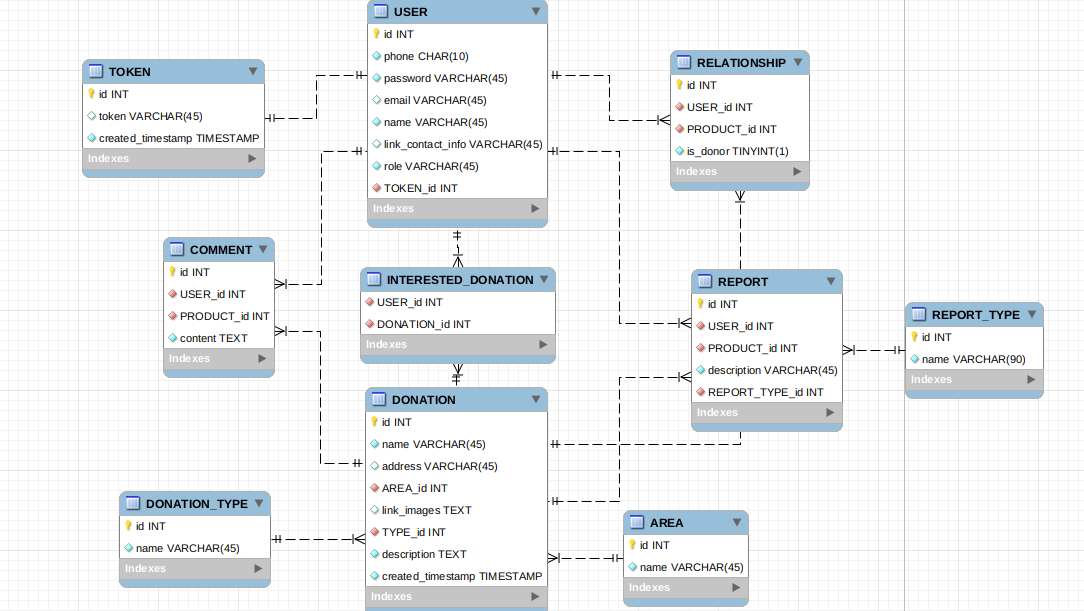 USER
id INT
phone CHAR(10)
password VARCHAR(45)
email VARCHAR(45)
name VARCHAR(45)
link_contact_info VARCHAR(45)
role VARCHAR(45)
TOKEN_id INT
Indexes
TOKEN
id INT
token VARCHAR(45)
created_timestamp TIMESTAMP
Indexes
RELATIONSHIP
id INT
USER_id INT
PRODUCT_id INT
is_donor TINYINT(1)
Indexes
COMMENT
id INT
USER_id INT
PRODUCT_id INT
content TEXT
Indexes
INTERESTED_DONATION
USER_id INT
DONATION_id INT
Indexes
REPORT
id INT
USER_id INT
PRODUCT_id INT
description VARCHAR(45)
REPORT_TYPE_id INT
Indexes
REPORT_TYPE
id INT
name VARCHAR(90)
Indexes
DONATION
id INT
name VARCHAR(45)
address VARCHAR(45)
AREA_id INT
link_images TEXT
TYPE_id INT
description TEXT
created_timestamp TIMESTAMP
Indexes
DONATION_TYPE
id INT
name VARCHAR(45)
Indexes
AREA
id INT
name VARCHAR(45)
Indexes